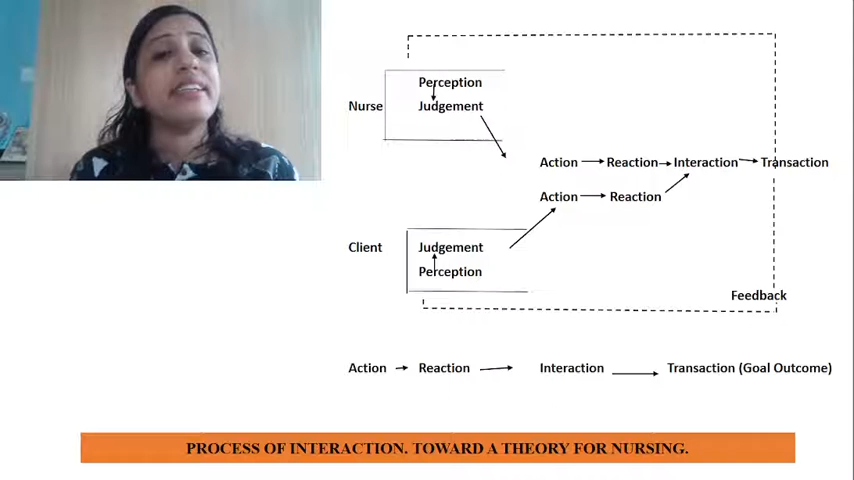 Perception
Nurse Judgement
Action Reaction Interaction Transaction
Action Reaction
Client Judgement
Perception
Feedback
Action Reaction Interaction Transaction (Goal Outcome)
PROCESS OF INTERACTION. TOWARD A THEORY FOR NURSING.